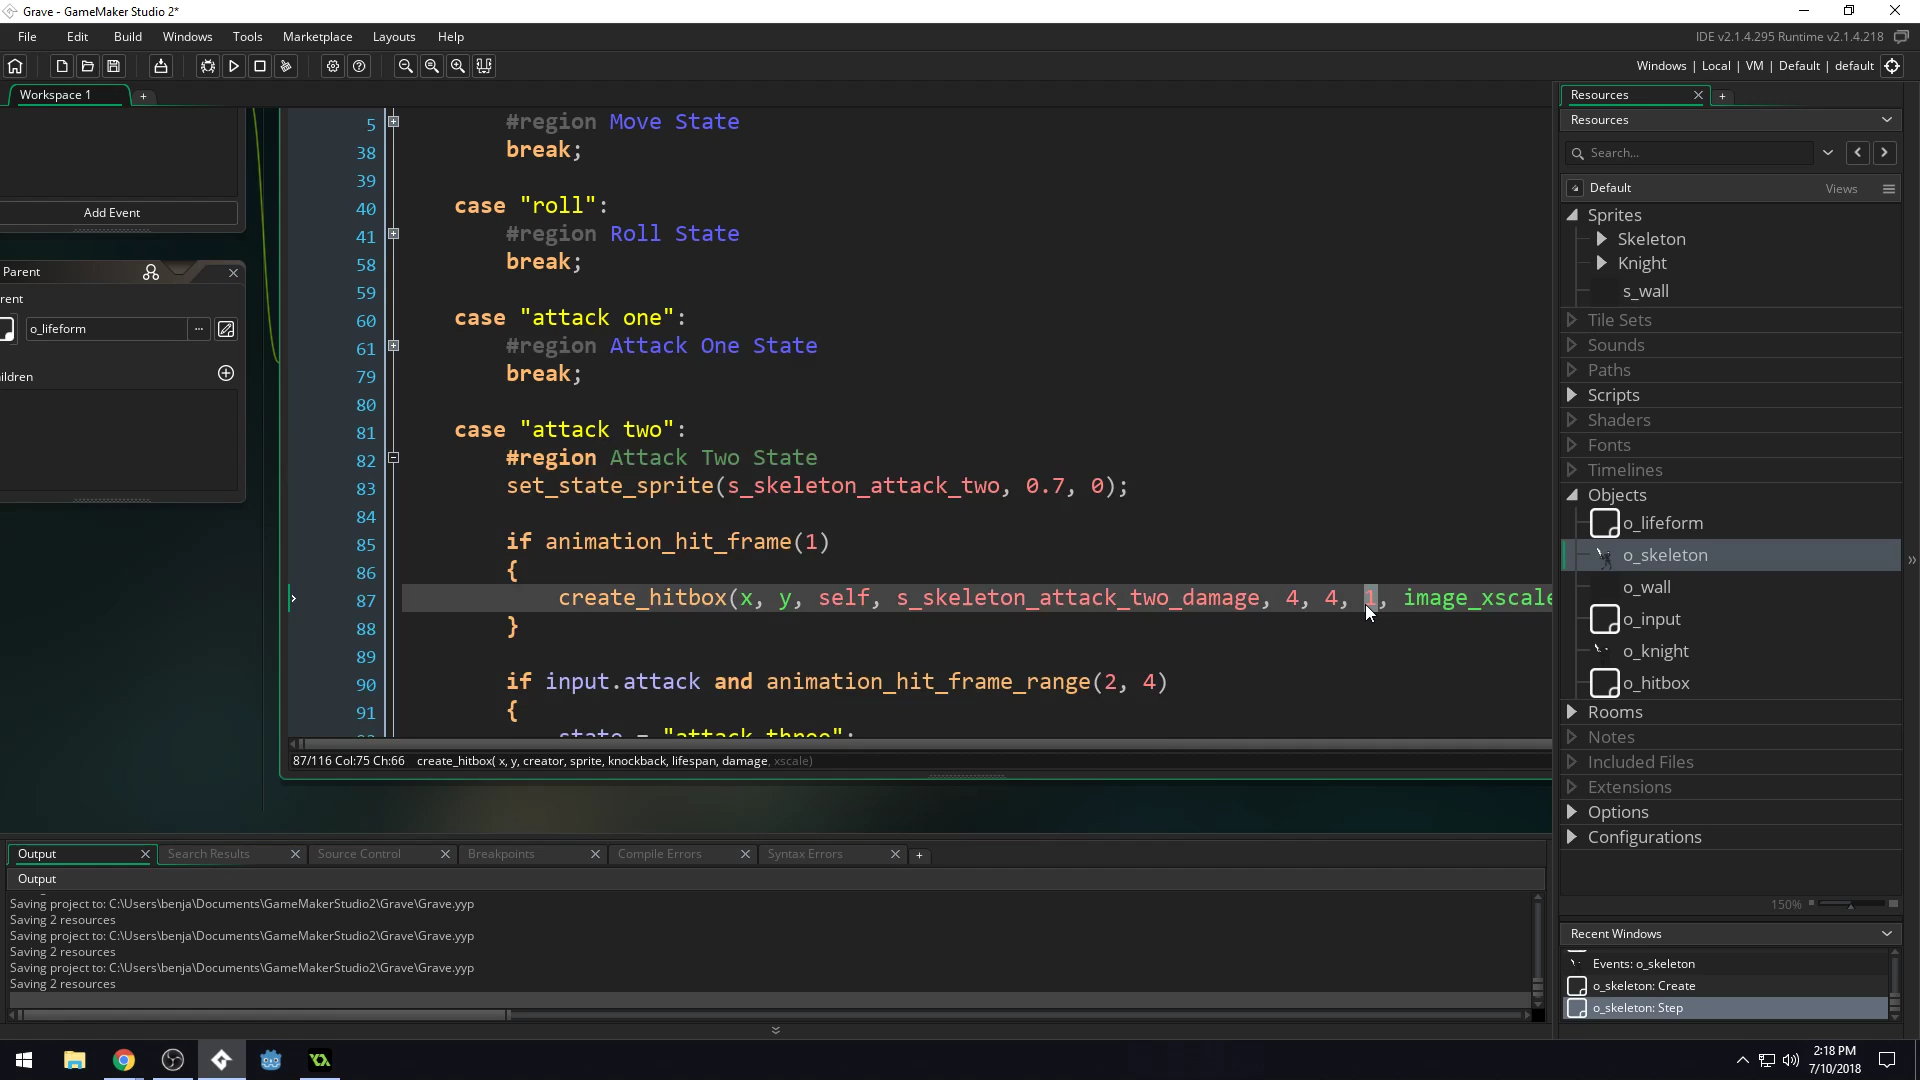 Grave - GameMaker Studio 2*
File Edit Build Windows Tools Marketplace Layouts Help
IDE v2.1.4.295 Runtime v2.1.4.218
Windows | Local | VM | Default | default
Workspace 1
Add Event
Parent
rent
o_lifeform
...
ildren
5 #region Move State
38 break;
39
40 case "roll":
41 #region Roll State
58 break;
59
60 case "attack one":
61 #region Attack One State
79 break;
80
81 case "attack two":
82 #region Attack Two State
83 set_state_sprite(s_skeleton_attack_two, 0.7, 0);
84
85 if animation_hit_frame(1)
86 {
87 create_hitbox(x, y, self, s_skeleton_attack_two_damage, 4, 4, 1, image_xscale
88 }
89
90 if input.attack and animation_hit_frame_range(2, 4)
91 {
state = "attack three";
87/116 Col:75 Ch:66 create_hitbox( x, y, creator, sprite, knockback, lifespan, damage, xscale)
Output Search Results Source Control Breakpoints Compile Errors Syntax Errors
Output
Saving project to: C:\Users\benja\Documents\GameMakerStudio2\Grave\Grave.yyp
Saving 2 resources
Saving project to: C:\Users\benja\Documents\GameMakerStudio2\Grave\Grave.yyp
Saving 2 resources
Saving project to: C:\Users\benja\Documents\GameMakerStudio2\Grave\Grave.yyp
Saving 2 resources
Resources
Resources
Search...
Default Views
Sprites
Skeleton
Knight
s_wall
Tile Sets
Sounds
Paths
Scripts
Shaders
Fonts
Timelines
Objects
o_lifeform
o_skeleton
o_wall
o_input
o_knight
o_hitbox
Rooms
Notes
Included Files
Extensions
Options
Configurations
150%
Recent Windows
Events: o_skeleton
o_skeleton: Create
o_skeleton: Step
2:18 PM
7/10/2018